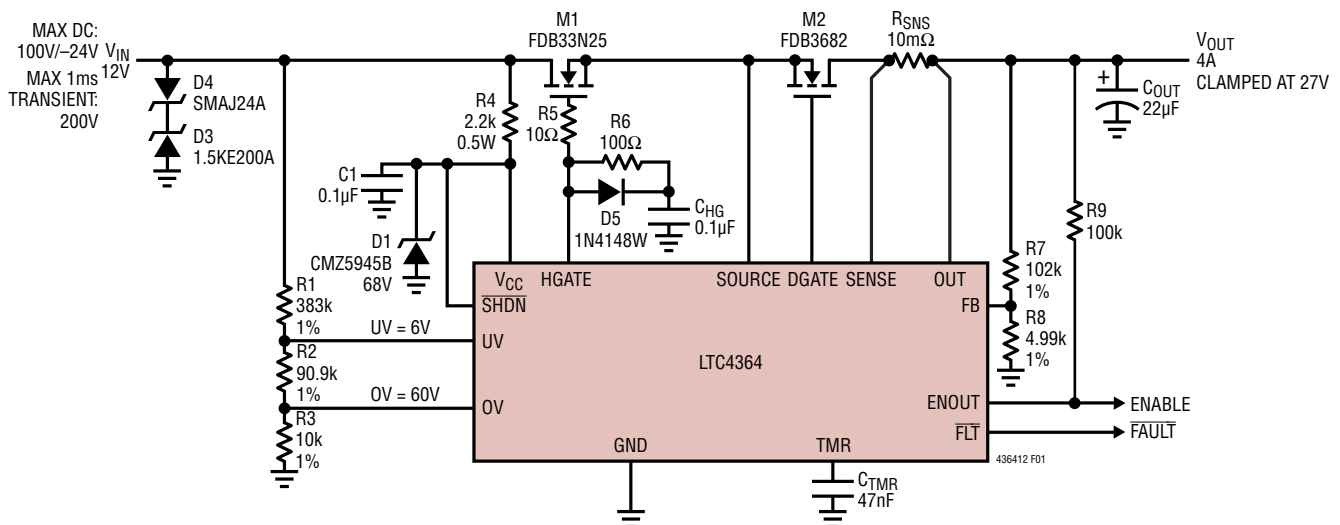 MAX DC:
100V/–24V
MAX 1ms
TRANSIENT:
200V
VIN
12V
D4
SMAJ24A
D3
1.5KE200A
R4
2.2k
0.5W
C1
0.1µF
D1
CMZ5945B
68V
M1
FDB33N25
R5
10Ω
R6
100Ω
D5
1N4148W
CHG
0.1µF
M2
FDB3682
RSNS
10mΩ
VOUT
4A
CLAMPED AT 27V
+
COUT
22µF
R9
100k
R7
102k
1%
R8
4.99k
1%
R1
383k
1%
R2
90.9k
1%
R3
10k
1%
UV = 6V
OV = 60V
VCC
HGATE
SOURCE
DGATE
SENSE
OUT
SHDN
UV
OV
FB
LTC4364
ENOUT
FLT
GND
TMR
ENABLE
FAULT
CTMR
47nF
436412 F01